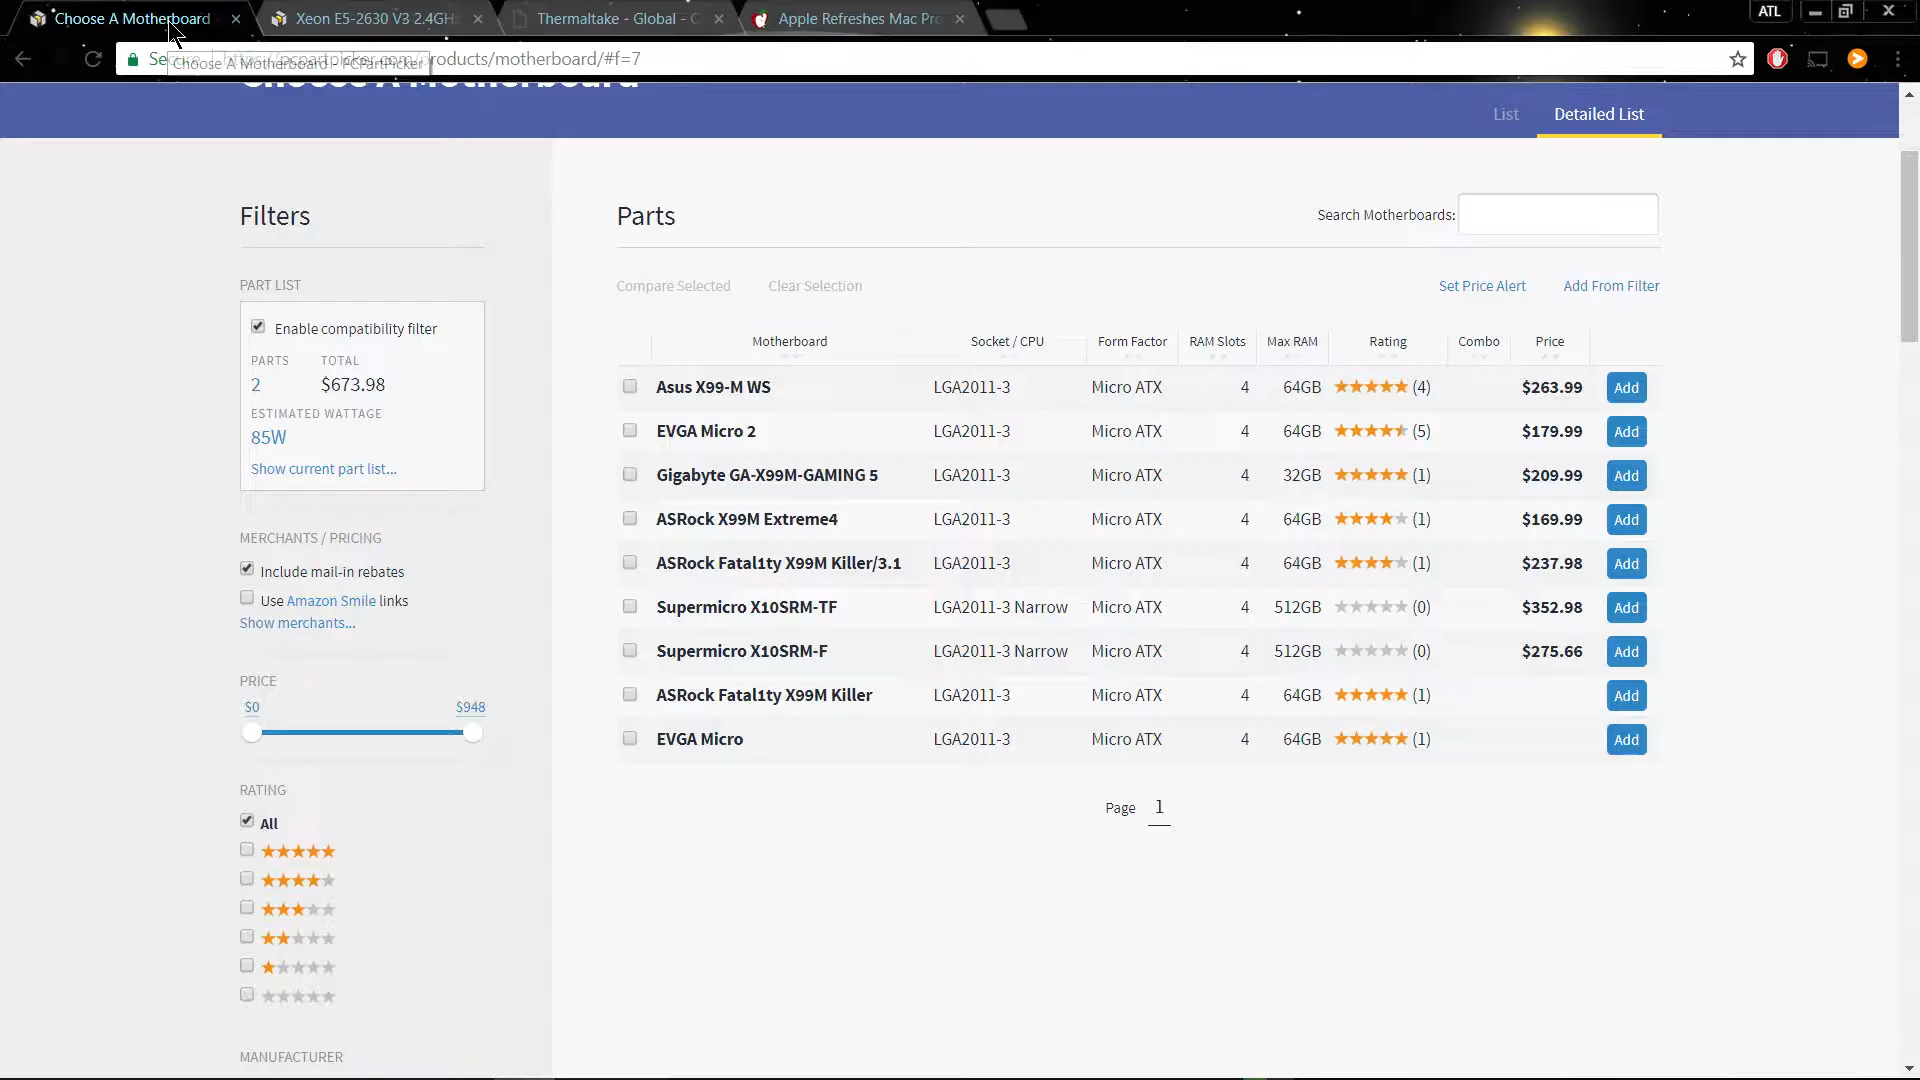 Choose A Motherboard
Xeon E5-2630 V3 2.4GH
Thermaltake - Global - C
Apple Refreshes Mac Pro
ATL
products/motherboard/#f=7
Choose A Motherboard - PCPartPicker
Choose A Motherboard
List
Detailed List
Filters
Parts
Search Motherboards:
PART LIST
Compare Selected
Clear Selection
Set Price Alert
Add From Filter
Enable compatibility filter
PARTS TOTAL
2 $673.98
ESTIMATED WATTAGE
85W
Show current part list...
Motherboard Socket / CPU Form Factor RAM Slots Max RAM Rating Combo Price
Asus X99-M WS LGA2011-3 Micro ATX 4 64GB (4) $263.99 Add
EVGA Micro 2 LGA2011-3 Micro ATX 4 64GB (5) $179.99 Add
Gigabyte GA-X99M-GAMING 5 LGA2011-3 Micro ATX 4 32GB (1) $209.99 Add
ASRock X99M Extreme4 LGA2011-3 Micro ATX 4 64GB (1) $169.99 Add
ASRock Fatal1ty X99M Killer/3.1 LGA2011-3 Micro ATX 4 64GB (1) $237.98 Add
Supermicro X10SRM-TF LGA2011-3 Narrow Micro ATX 4 512GB (0) $352.98 Add
Supermicro X10SRM-F LGA2011-3 Narrow Micro ATX 4 512GB (0) $275.66 Add
ASRock Fatal1ty X99M Killer LGA2011-3 Micro ATX 4 64GB (1) Add
EVGA Micro LGA2011-3 Micro ATX 4 64GB (1) Add
Page 1
MERCHANTS / PRICING
Include mail-in rebates
Use Amazon Smile links
Show merchants...
PRICE
$0 $948
RATING
All
MANUFACTURER